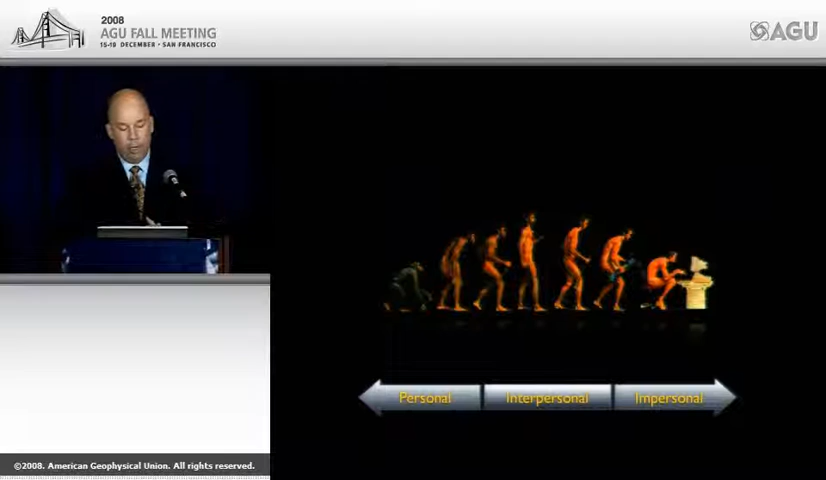 2008
AGU FALL MEETING
15-19 DECEMBER • SAN FRANCISCO
AGU
Personal
Interpersonal
Impersonal
©2008. American Geophysical Union. All rights reserved.